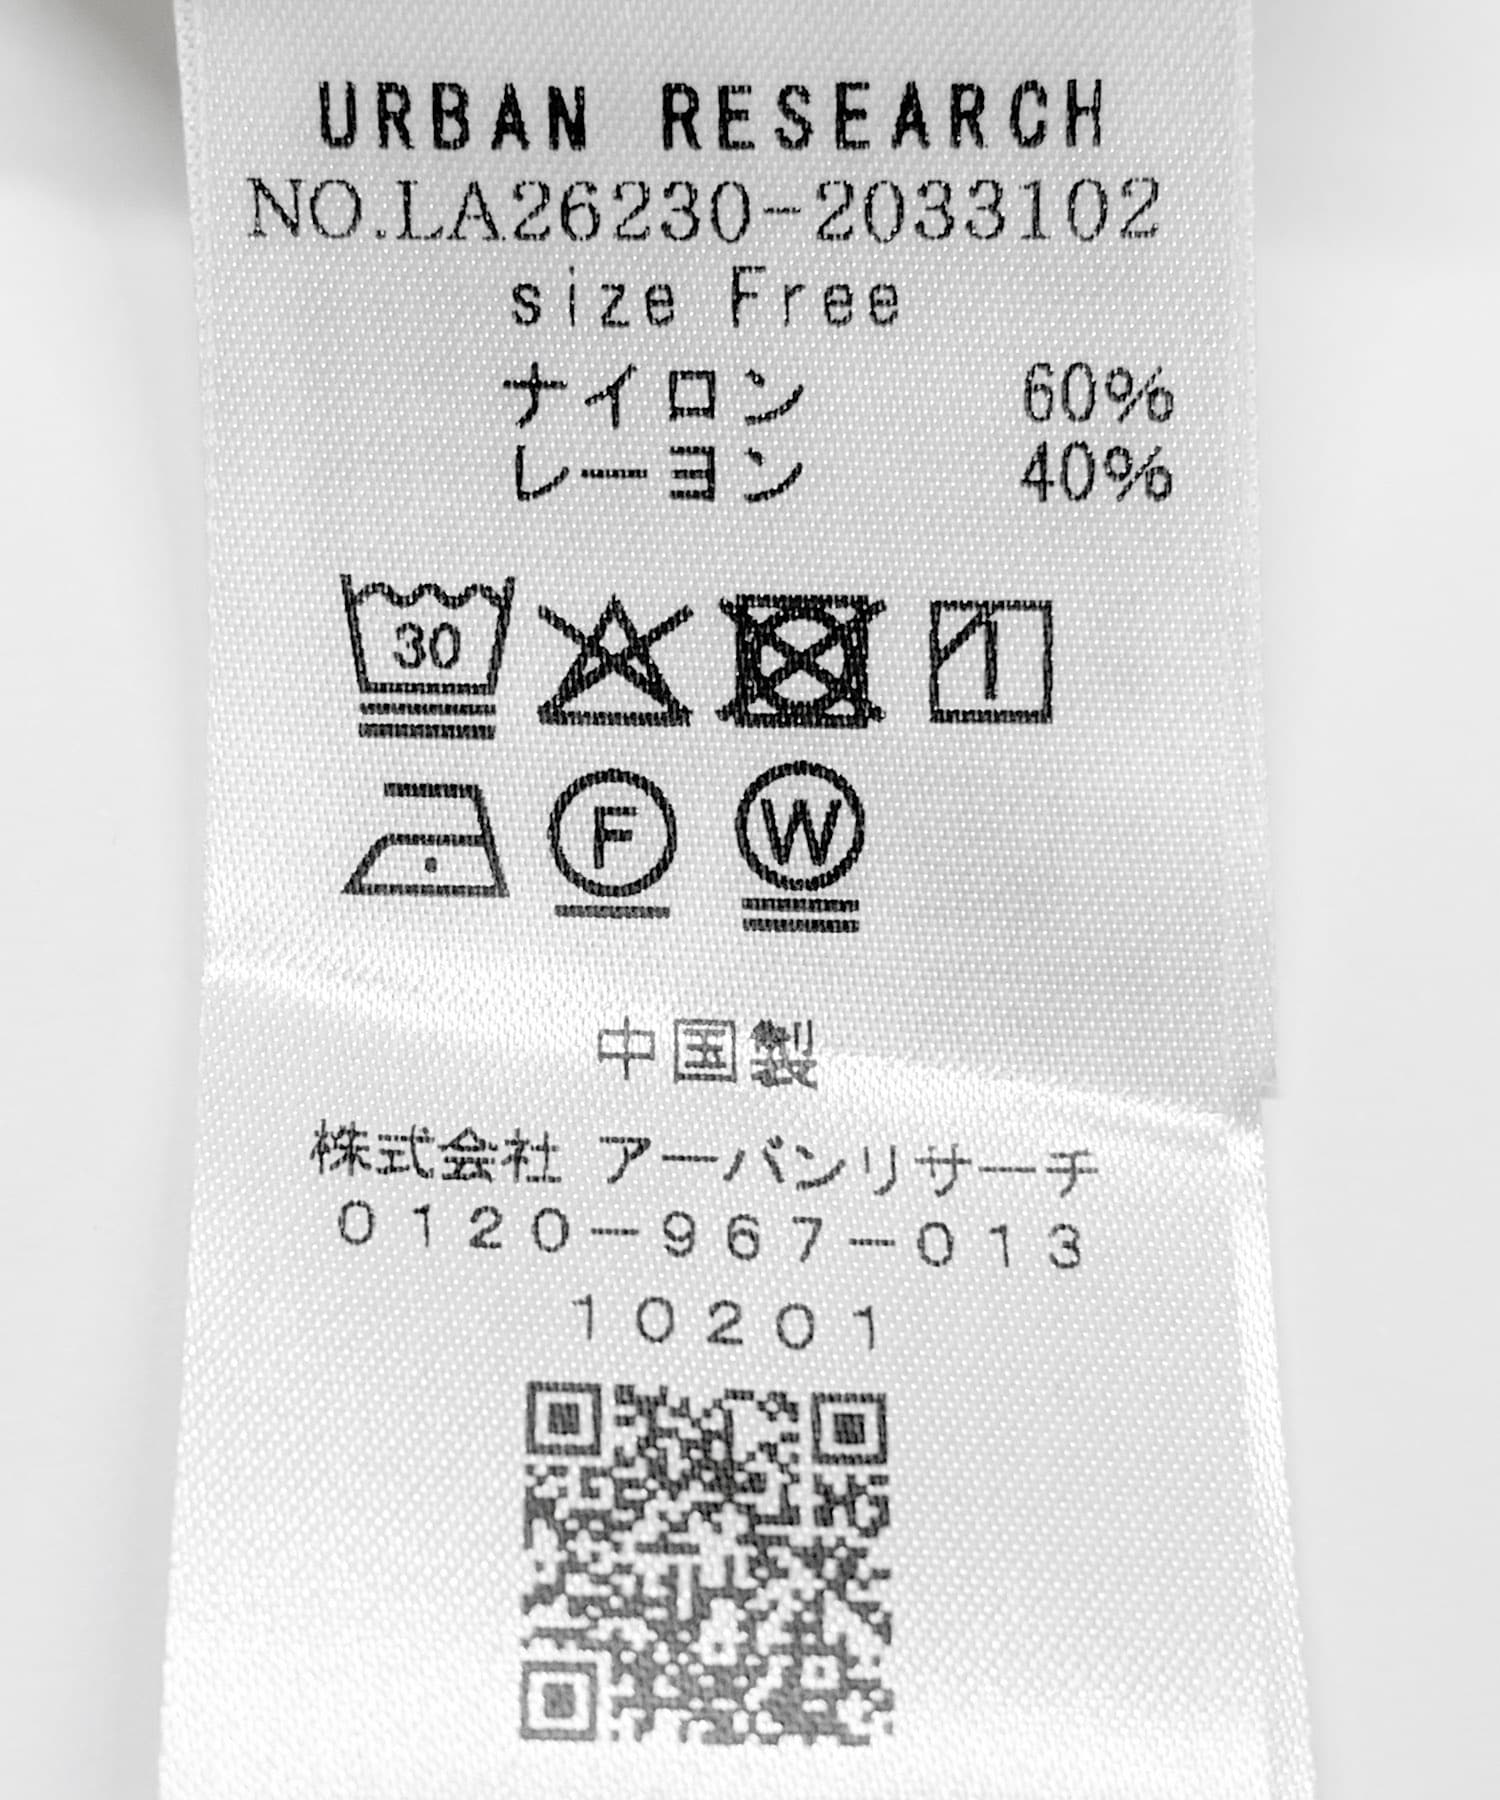 URBAN RESEARCH
NO.LA26230-2033102
size Free
ナイロン 60%
レーヨン 40%
30
F W
中国製
株式会社 アーバンリサーチ
0120-967-013
10201